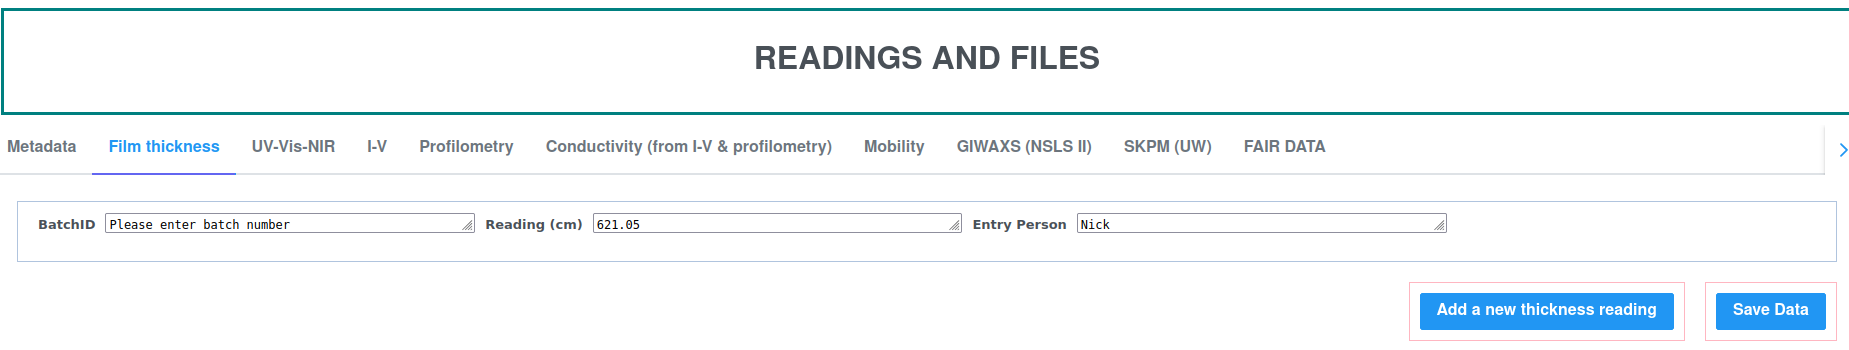 READINGS AND FILES
Metadata Film thickness UV-Vis-NIR I-V Profilometry Conductivity (from I-V & profilometry) Mobility GIWAXS (NSLS II) SKPM (UW) FAIR DATA
BatchID Please enter batch number Reading (cm) 621.05 Entry Person Nick
Add a new thickness reading Save Data